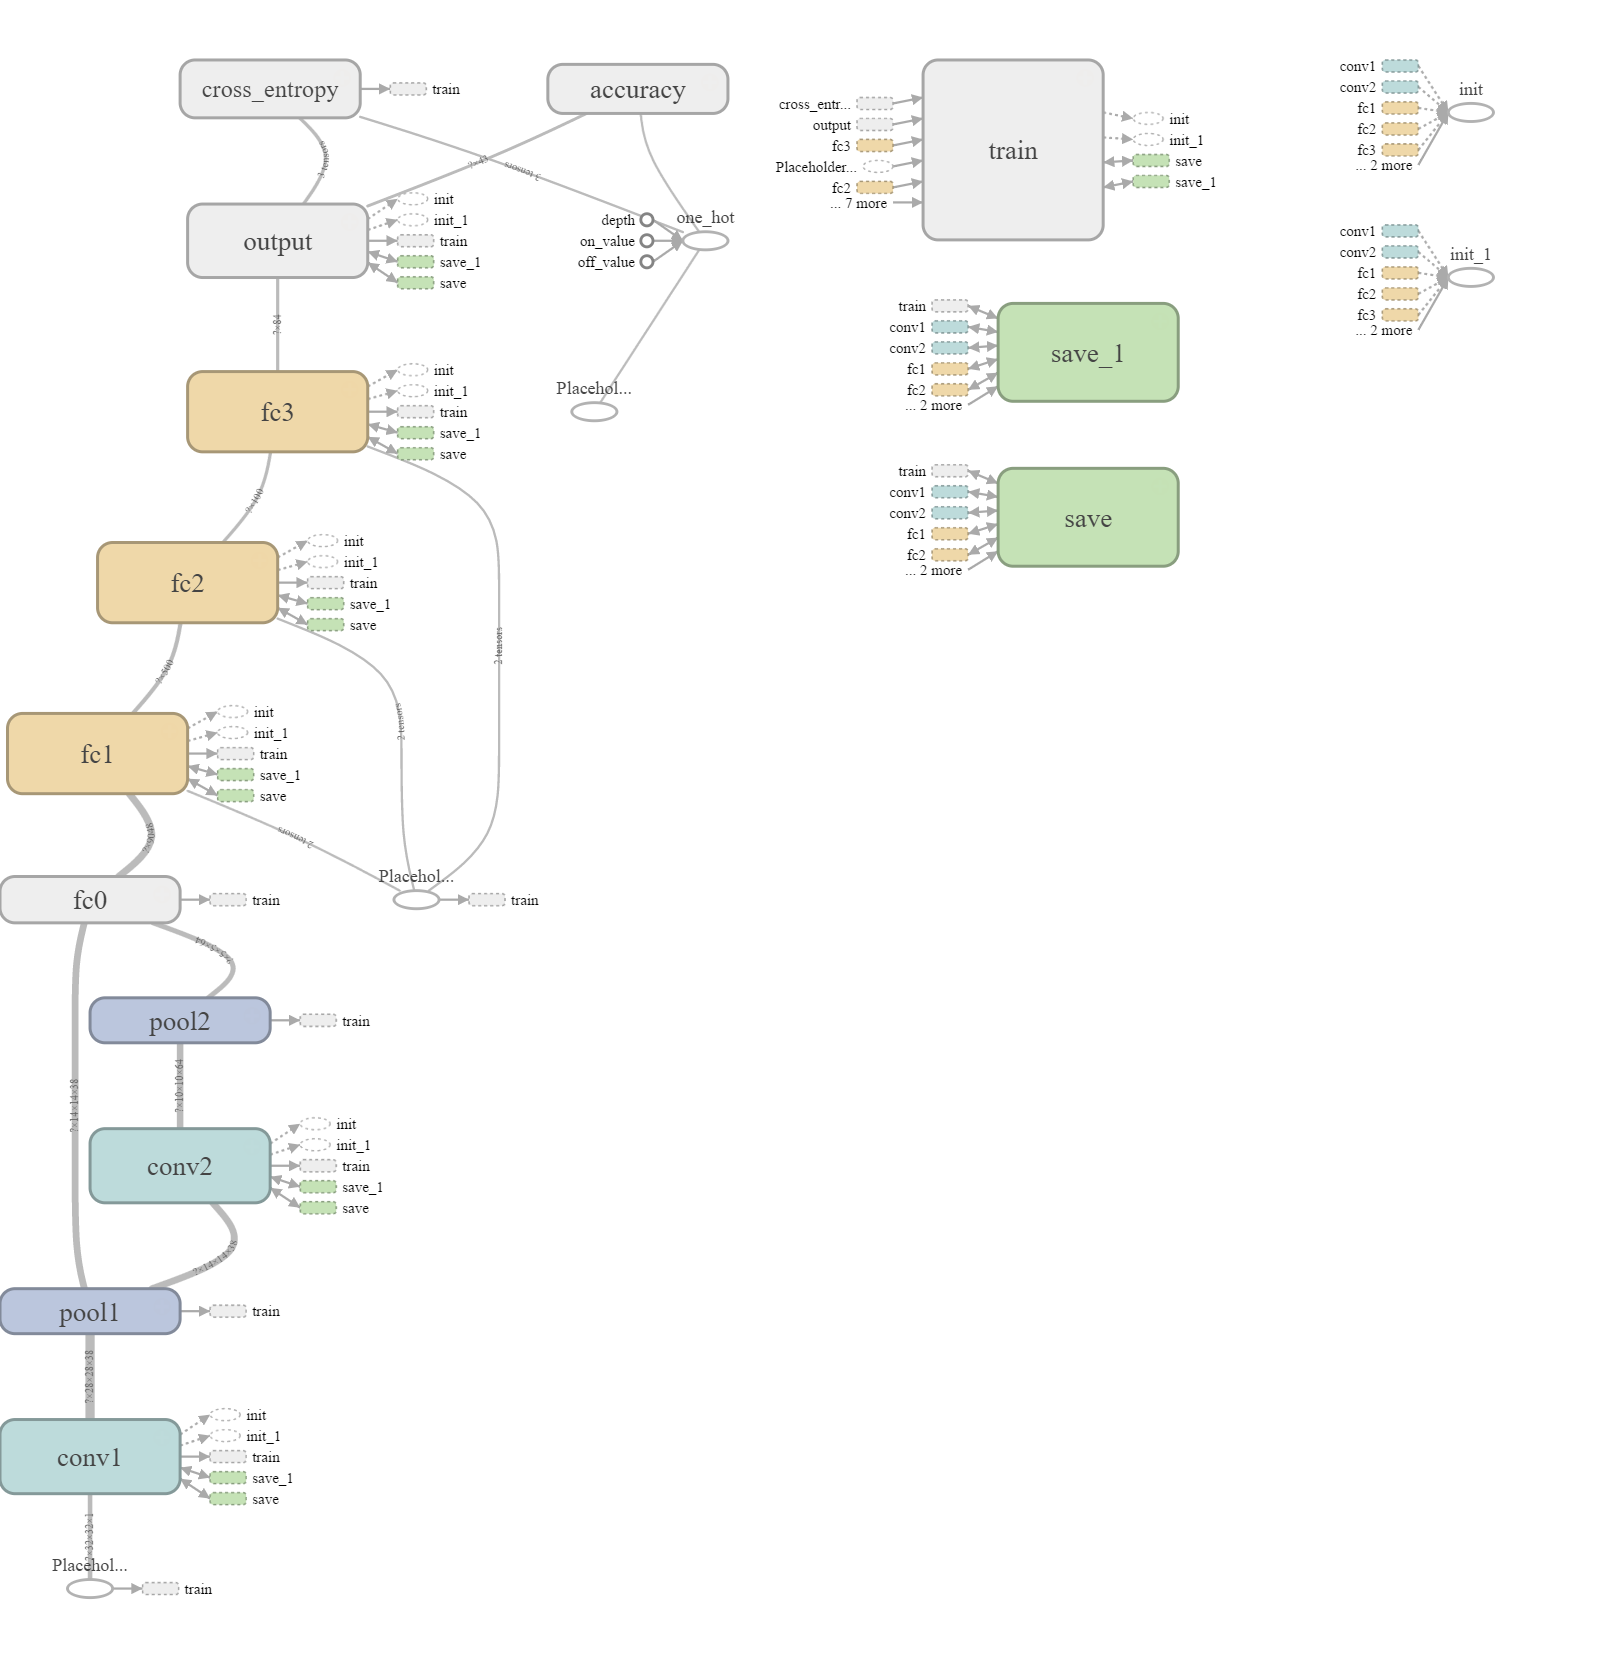 cross_entropy
train
3 tensors
accuracy
?×43
3 tensors
output
init
init_1
train
save_1
save
depth
on_value
off_value
one_hot
?×84
fc3
init
init_1
train
save_1
save
Placehol...
?×100
fc2
init
init_1
train
save_1
save
2 tensors
?×500
fc1
init
init_1
train
save_1
save
2 tensors
2 tensors
?×9048
Placehol...
train
fc0
train
?×5×5×64
pool2
train
?×14×14×38
?×10×10×64
conv2
init
init_1
train
save_1
save
?×14×14×38
pool1
train
?×28×28×38
conv1
init
init_1
train
save_1
save
?×32×32×1
Placehol...
train
cross_entr...
output
fc3
Placeholder...
fc2
... 7 more
train
init
init_1
save
save_1
train
conv1
conv2
fc1
fc2
... 2 more
save_1
train
conv1
conv2
fc1
fc2
... 2 more
save
conv1
conv2
fc1
fc2
fc3
... 2 more
init
conv1
conv2
fc1
fc2
fc3
... 2 more
init_1